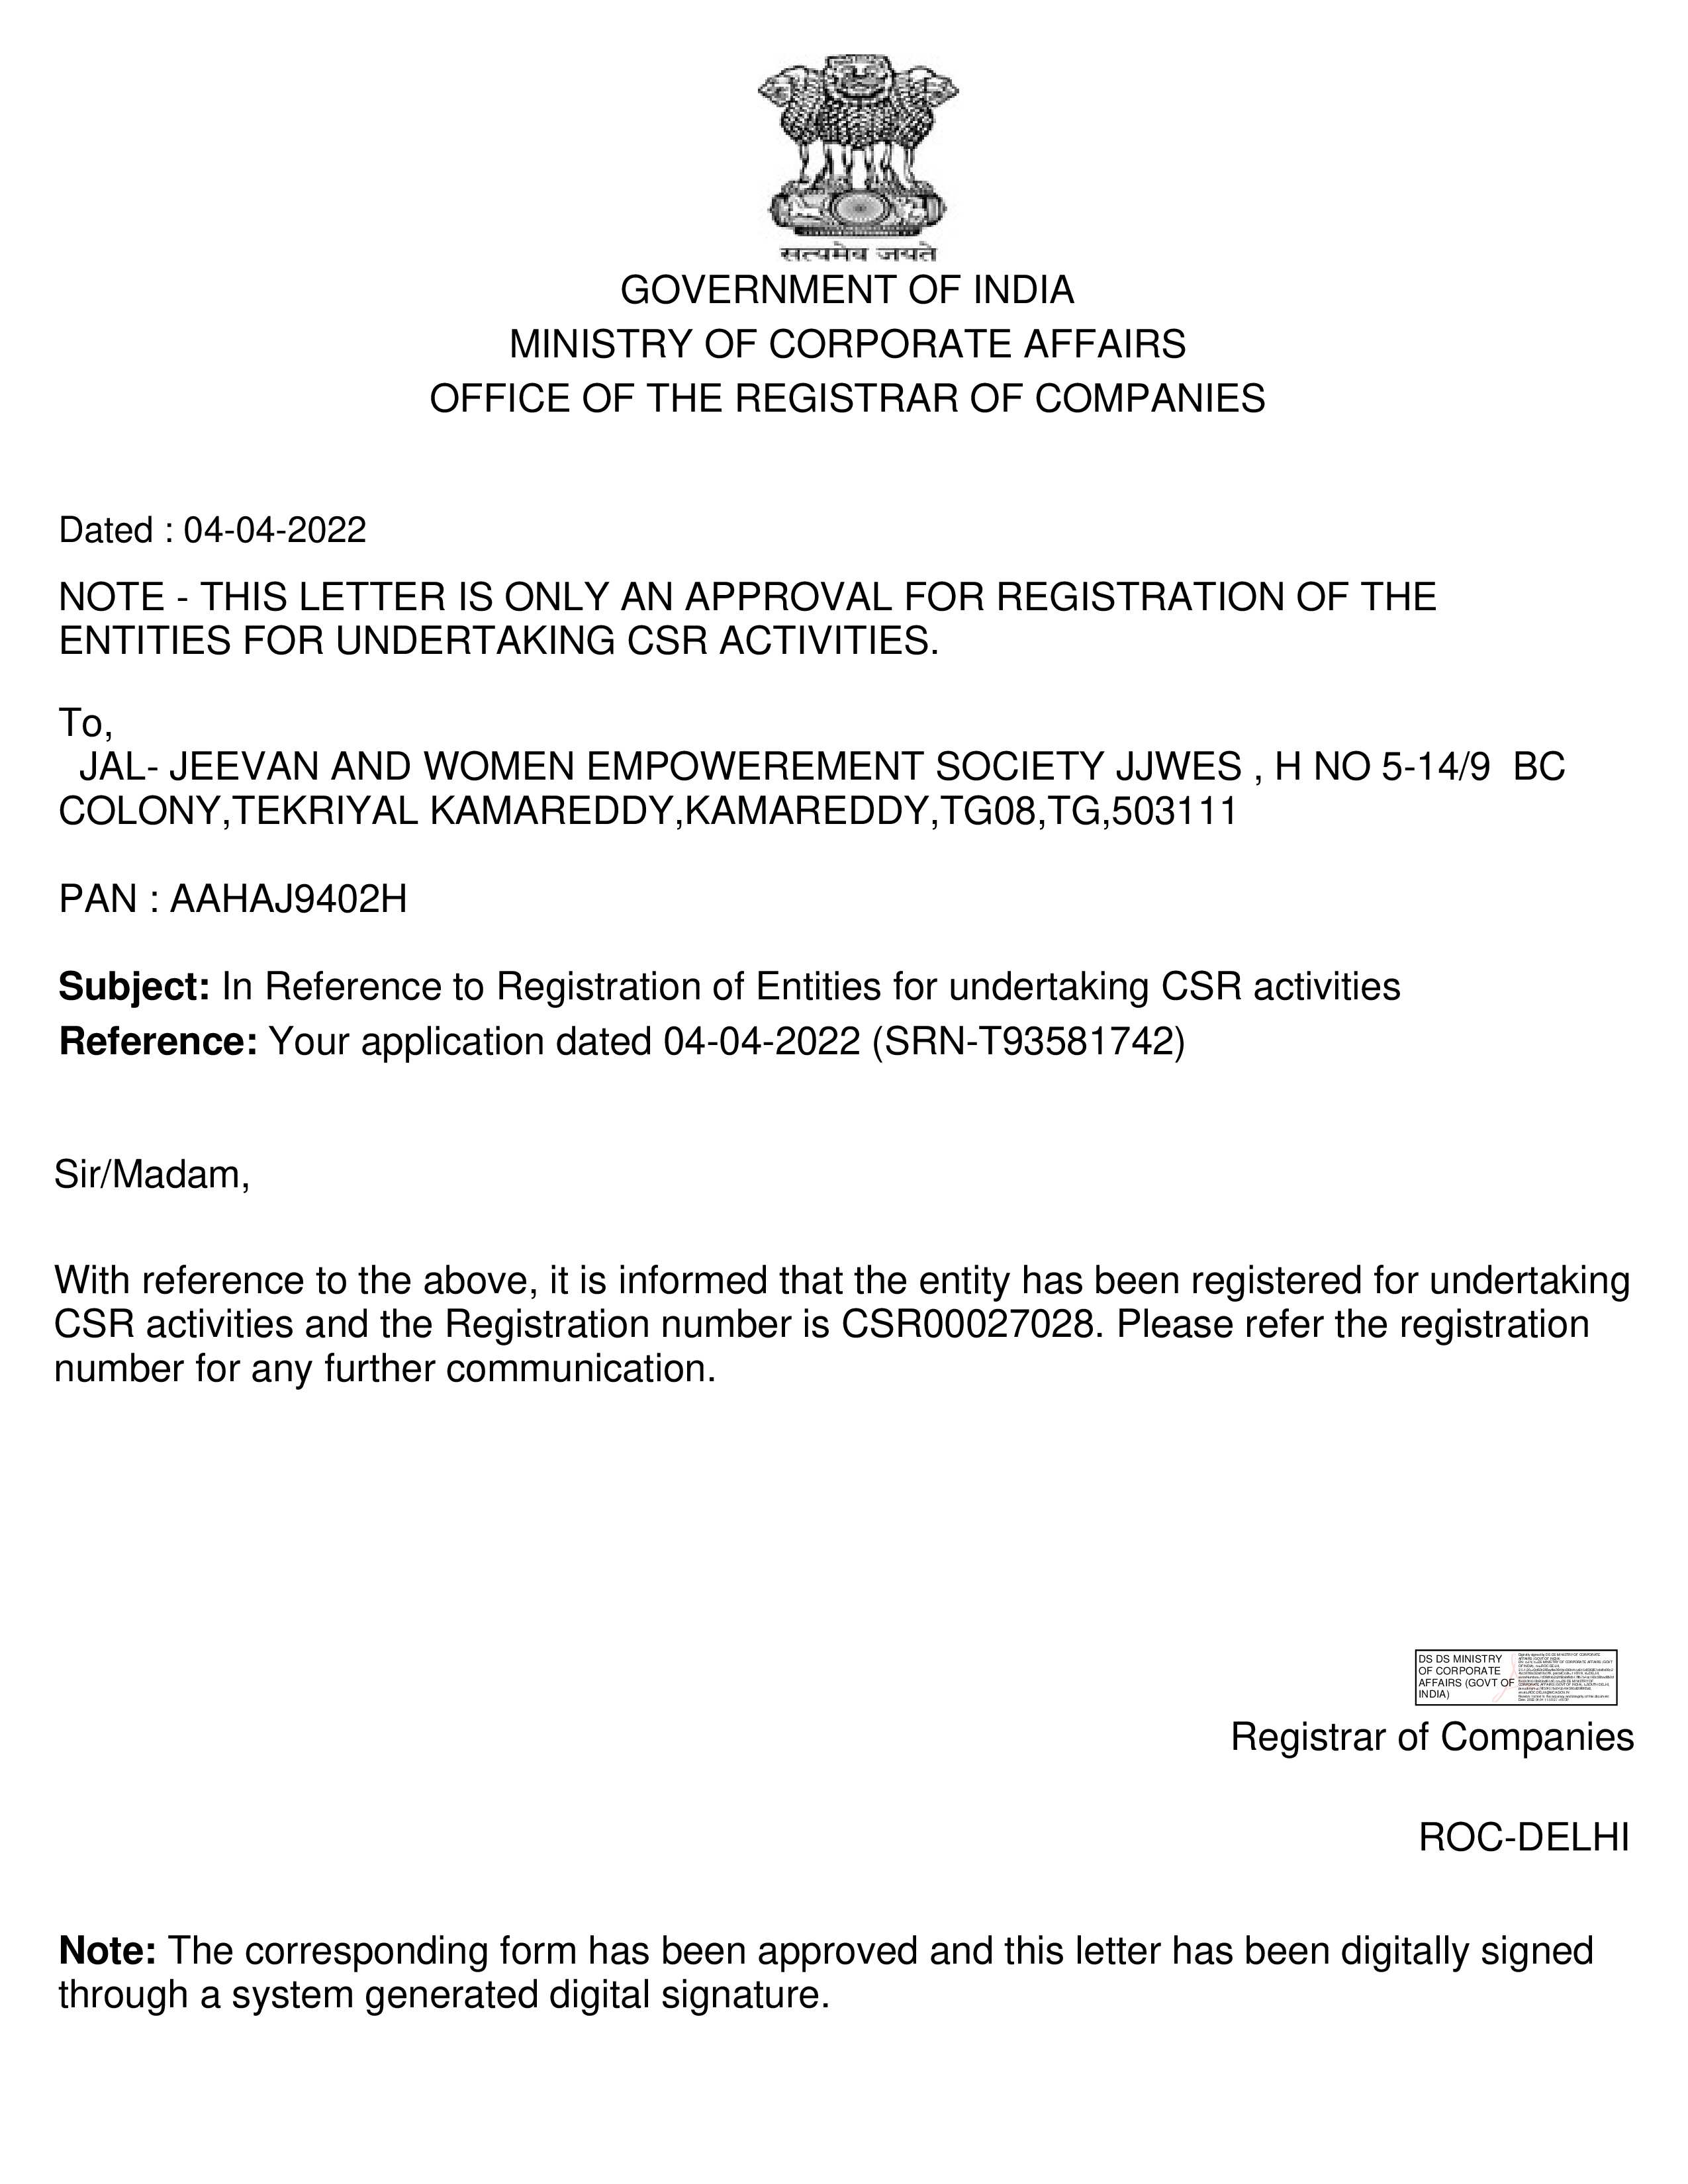 सत्यमेव जयते
GOVERNMENT OF INDIA
MINISTRY OF CORPORATE AFFAIRS
OFFICE OF THE REGISTRAR OF COMPANIES
Dated : 04-04-2022
NOTE - THIS LETTER IS ONLY AN APPROVAL FOR REGISTRATION OF THE
ENTITIES FOR UNDERTAKING CSR ACTIVITIES.
To,
JAL- JEEVAN AND WOMEN EMPOWEREMENT SOCIETY JJWES , H NO 5-14/9  BC
COLONY,TEKRIYAL KAMAREDDY,KAMAREDDY,TG08,TG,503111
PAN : AAHAJ9402H
Subject: In Reference to Registration of Entities for undertaking CSR activities
Reference: Your application dated 04-04-2022 (SRN-T93581742)
Sir/Madam,
With reference to the above, it is informed that the entity has been registered for undertaking
CSR activities and the Registration number is CSR00027028. Please refer the registration
number for any further communication.
DS DS MINISTRY
OF CORPORATE
AFFAIRS (GOVT OF
INDIA)
Registrar of Companies
ROC-DELHI
Note: The corresponding form has been approved and this letter has been digitally signed
through a system generated digital signature.